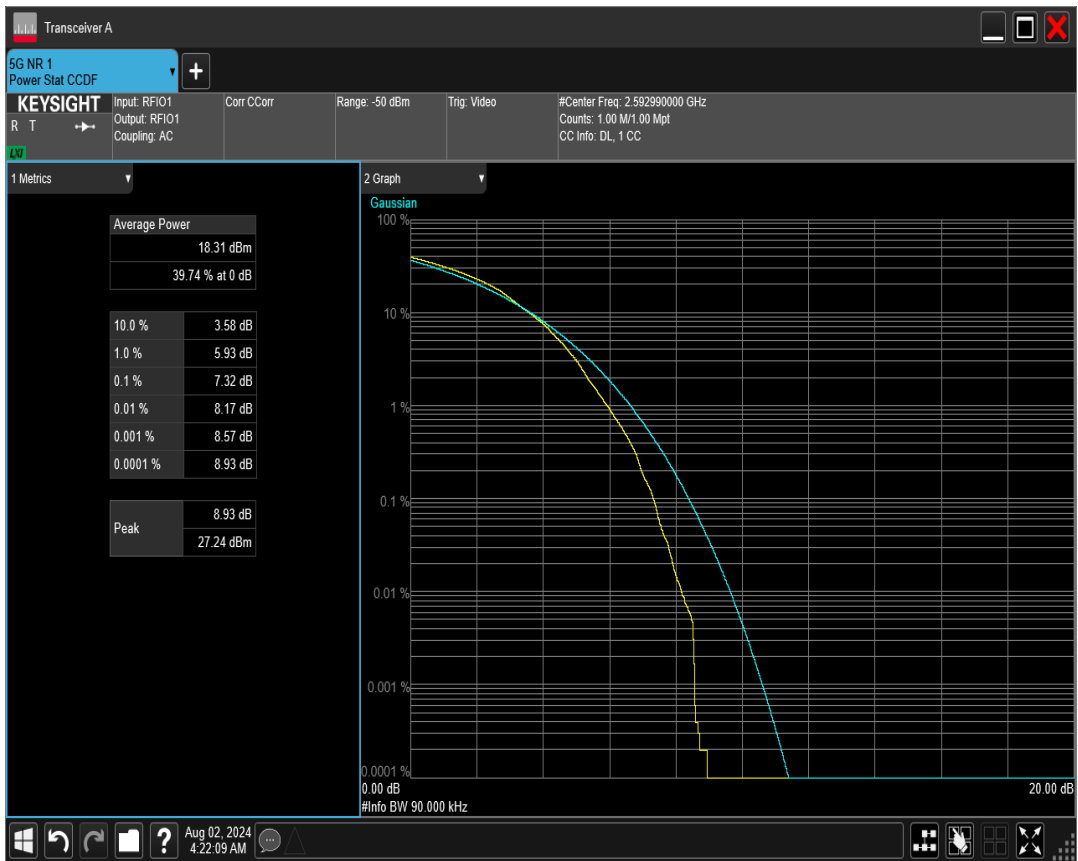 Transceiver A
5G NR 1
Power Stat CCDF
+
KEYSIGHT
R T
LXI
Input: RFIO1
Output: RFIO1
Coupling: AC
Corr CCorr
Range: -50 dBm
Trig: Video
#Center Freq: 2.592990000 GHz
Counts: 1.00 M/1.00 Mpt
CC Info: DL, 1 CC
1 Metrics
Average Power
18.31 dBm
39.74 % at 0 dB
10.0 % 3.58 dB
1.0 % 5.93 dB
0.1 % 7.32 dB
0.01 % 8.17 dB
0.001 % 8.57 dB
0.0001 % 8.93 dB
Peak 8.93 dB
27.24 dBm
2 Graph
Gaussian
100 %
10 %
1 %
0.1 %
0.01 %
0.001 %
0.0001 %
0.00 dB 20.00 dB
#Info BW 90.000 kHz
?
Aug 02, 2024
4:22:09 AM